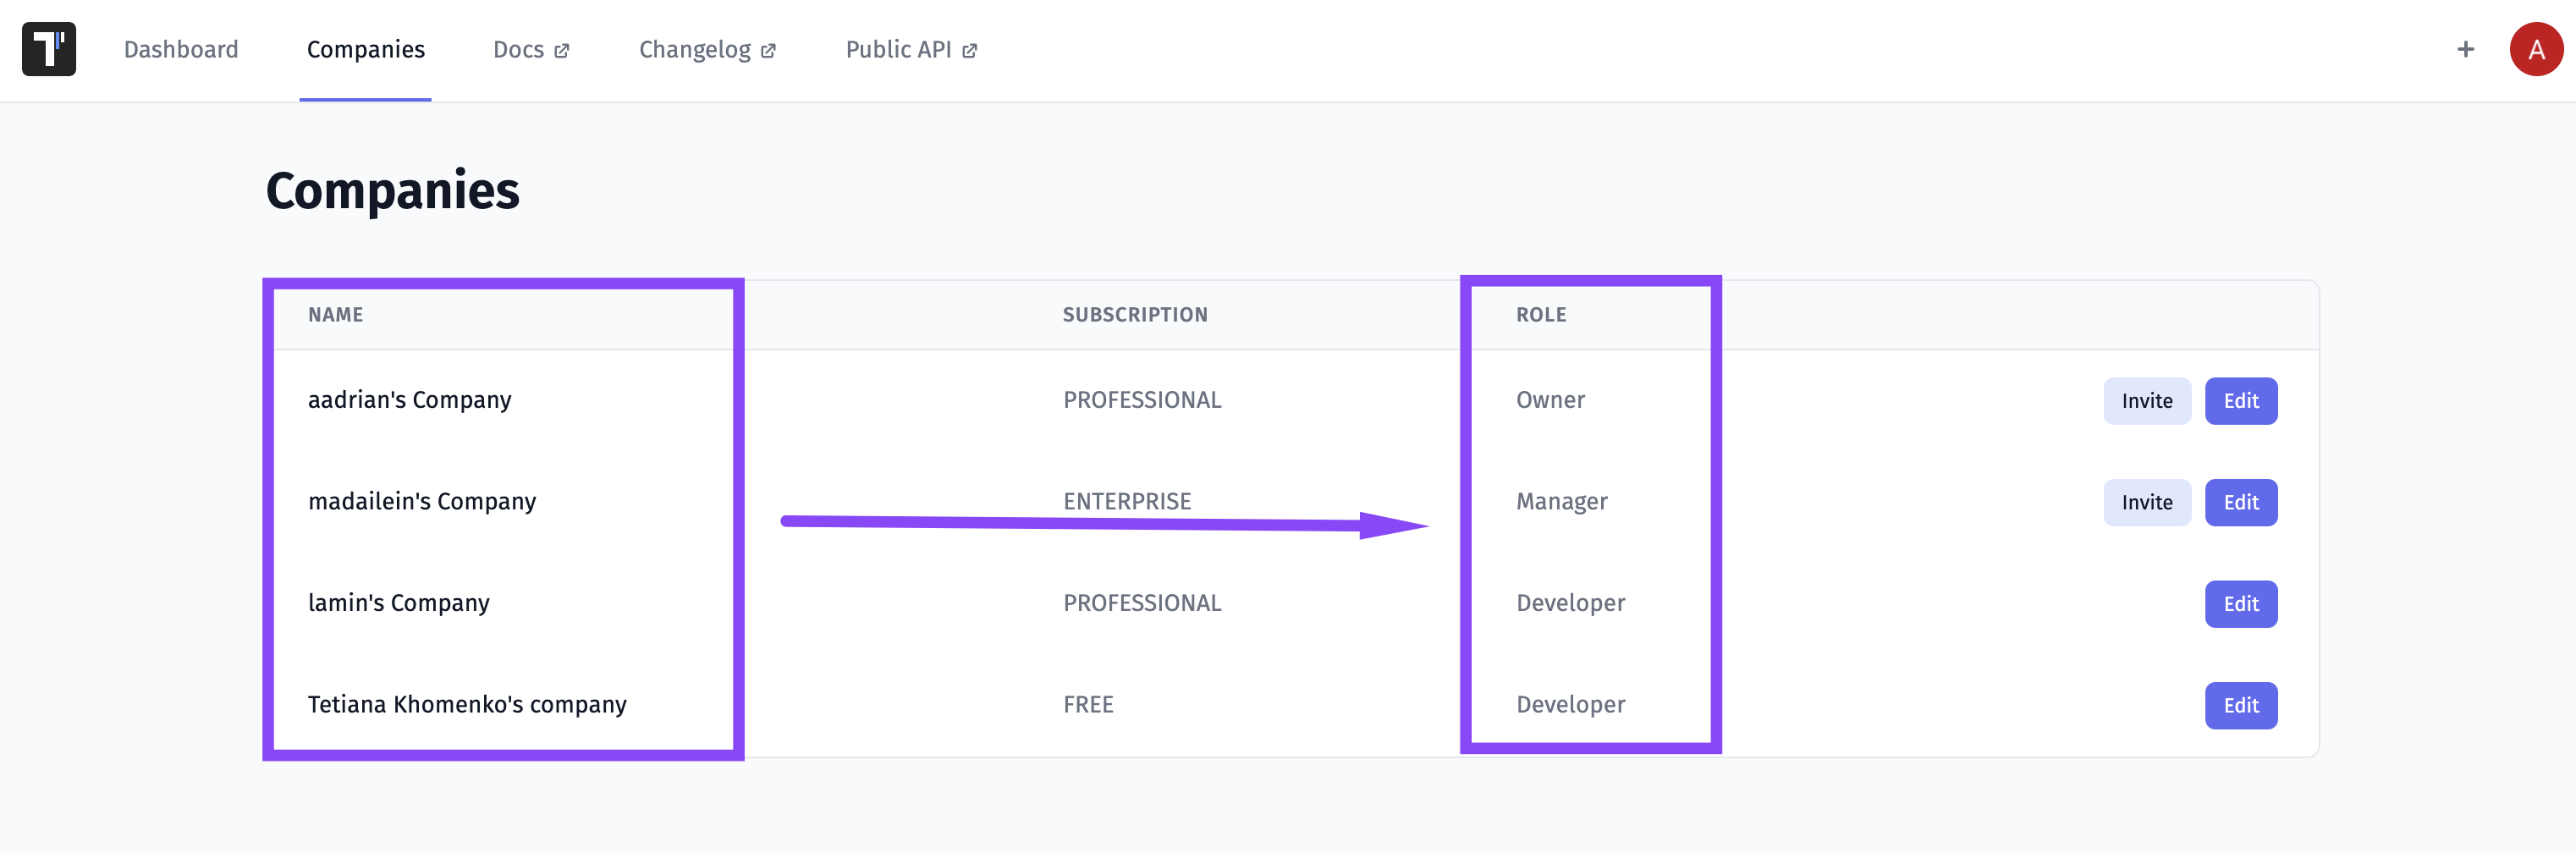 T Dashboard Companies Docs Changelog Public API + A
Companies
NAME SUBSCRIPTION ROLE
aadrian's Company PROFESSIONAL Owner Invite Edit
madailein's Company ENTERPRISE Manager Invite Edit
lamin's Company PROFESSIONAL Developer Edit
Tetiana Khomenko's company FREE Developer Edit